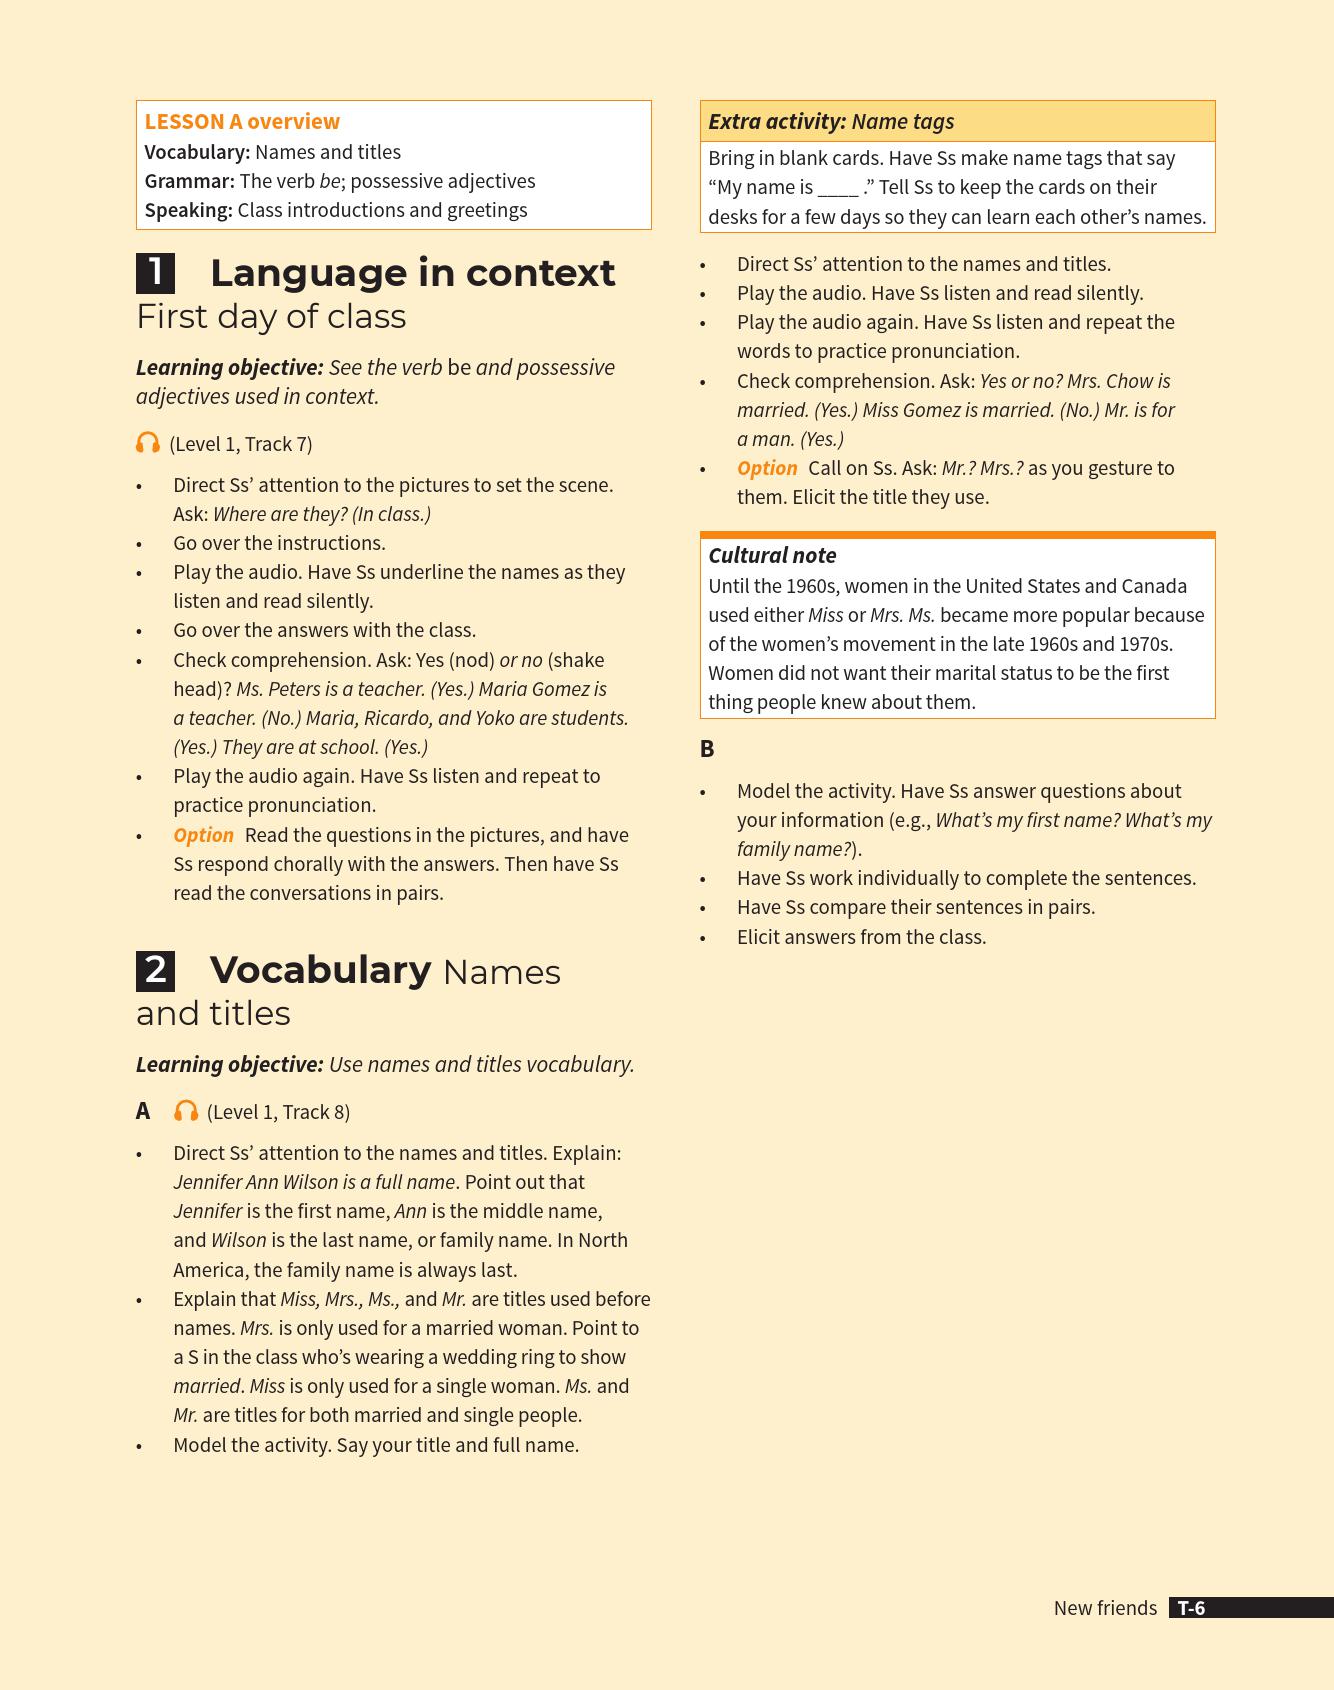 LESSON A overview
Vocabulary: Names and titles
Grammar: The verb be; possessive adjectives
Speaking: Class introductions and greetings
1 Language in context
First day of class
Learning objective: See the verb be and possessive
adjectives used in context.
(Level 1, Track 7)
• Direct Ss’ attention to the pictures to set the scene.
Ask: Where are they? (In class.)
• Go over the instructions.
• Play the audio. Have Ss underline the names as they
listen and read silently.
• Go over the answers with the class.
• Check comprehension. Ask: Yes (nod) or no (shake
head)? Ms. Peters is a teacher. (Yes.) Maria Gomez is
a teacher. (No.) Maria, Ricardo, and Yoko are students.
(Yes.) They are at school. (Yes.)
• Play the audio again. Have Ss listen and repeat to
practice pronunciation.
• Option Read the questions in the pictures, and have
Ss respond chorally with the answers. Then have Ss
read the conversations in pairs.
2 Vocabulary Names
and titles
Learning objective: Use names and titles vocabulary.
A (Level 1, Track 8)
• Direct Ss’ attention to the names and titles. Explain:
Jennifer Ann Wilson is a full name. Point out that
Jennifer is the first name, Ann is the middle name,
and Wilson is the last name, or family name. In North
America, the family name is always last.
• Explain that Miss, Mrs., Ms., and Mr. are titles used before
names. Mrs. is only used for a married woman. Point to
a S in the class who’s wearing a wedding ring to show
married. Miss is only used for a single woman. Ms. and
Mr. are titles for both married and single people.
• Model the activity. Say your title and full name.
Extra activity: Name tags
Bring in blank cards. Have Ss make name tags that say
“My name is ____ .” Tell Ss to keep the cards on their
desks for a few days so they can learn each other’s names.
• Direct Ss’ attention to the names and titles.
• Play the audio. Have Ss listen and read silently.
• Play the audio again. Have Ss listen and repeat the
words to practice pronunciation.
• Check comprehension. Ask: Yes or no? Mrs. Chow is
married. (Yes.) Miss Gomez is married. (No.) Mr. is for
a man. (Yes.)
• Option Call on Ss. Ask: Mr.? Mrs.? as you gesture to
them. Elicit the title they use.
Cultural note
Until the 1960s, women in the United States and Canada
used either Miss or Mrs. Ms. became more popular because
of the women’s movement in the late 1960s and 1970s.
Women did not want their marital status to be the first
thing people knew about them.
B
• Model the activity. Have Ss answer questions about
your information (e.g., What’s my first name? What’s my
family name?).
• Have Ss work individually to complete the sentences.
• Have Ss compare their sentences in pairs.
• Elicit answers from the class.
New friends T-6